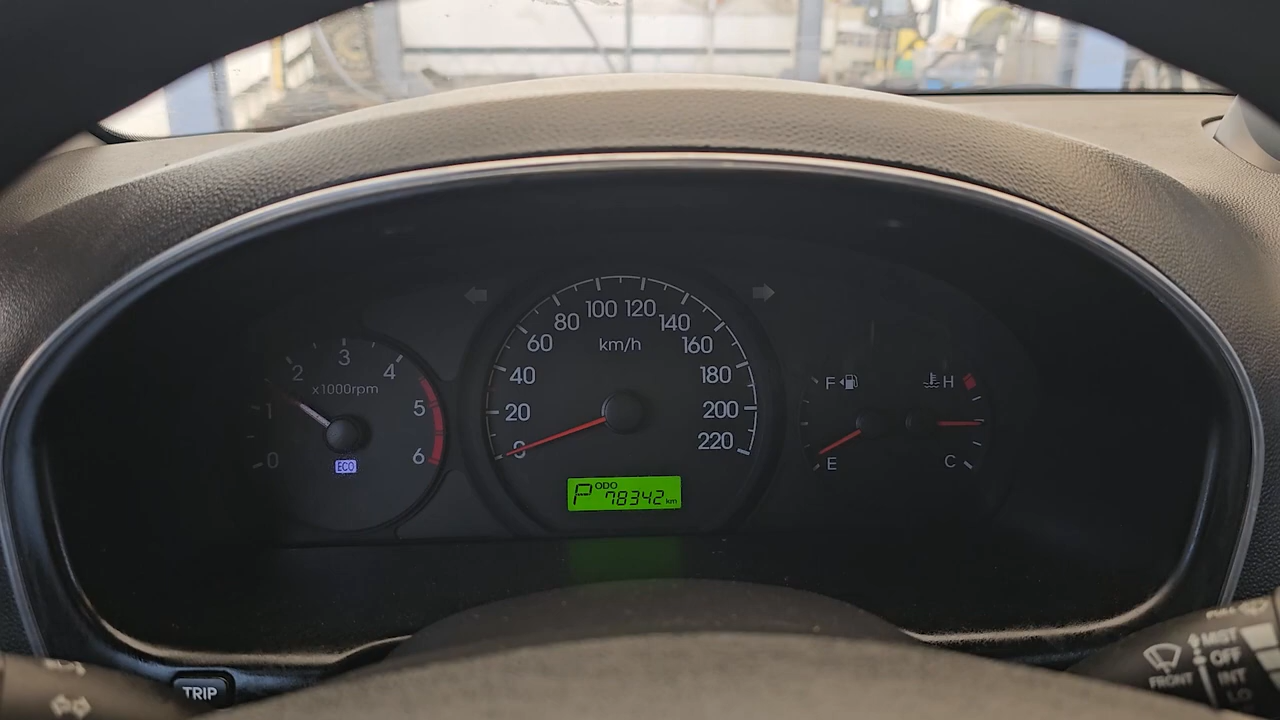 100 120
80 140
60 km/h 160
40 180
20 200
0 220
3
2 4
x1000rpm
1 5
0 6
ECO
F H
E C
P ODO 78342 km
TRIP
MIST
OFF
FRONT INT
LO